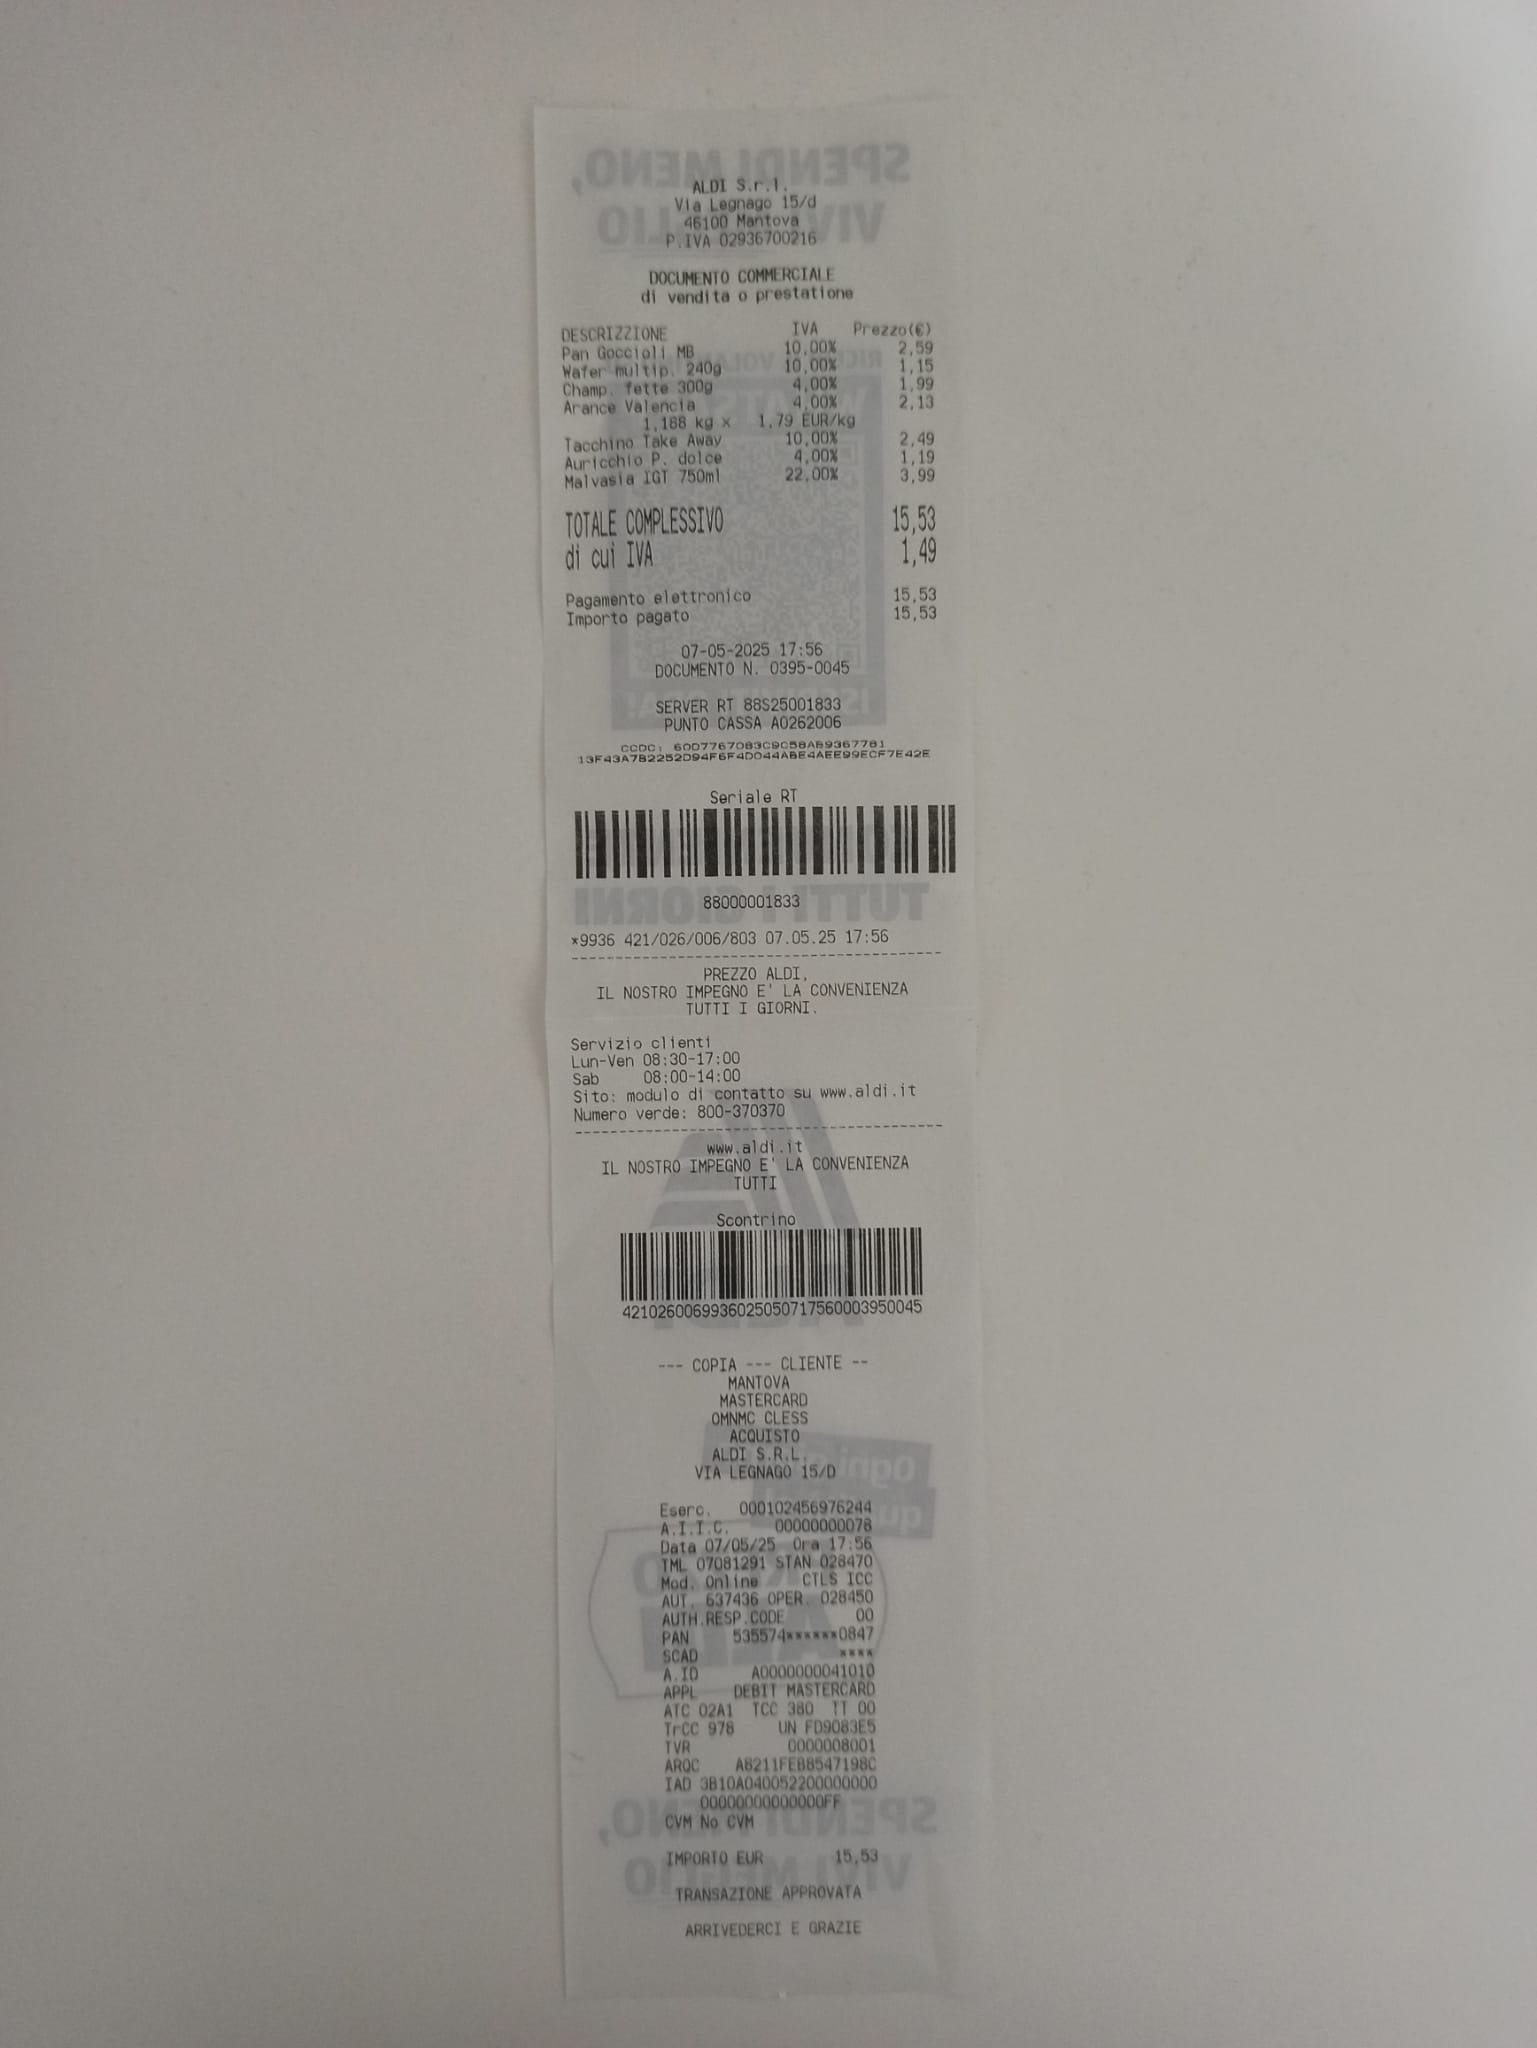 ALDI S.r.l.
Via Legnago 15/d
46100 Mantova
P.IVA 02936700216
DOCUMENTO COMMERCIALE
di vendita o prestatione
DESCRIZZIONE IVA Prezzo(€)
Pan Goccioli MB 10,00% 2,59
Wafer multip. 240g 10,00% 1,15
Champ. fette 300g 4,00% 1,99
Arance Valencia 4,00% 2,13
1,188 kg x 1,79 EUR/kg
Tacchino Take Away 10,00% 2,49
Auricchio P. dolce 4,00% 1,19
Malvasia IGT 750ml 22,00% 3,99
TOTALE COMPLESSIVO 15,53
di cui IVA 1,49
Pagamento elettronico 15,53
Importo pagato 15,53
07-05-2025 17:56
DOCUMENTO N. 0395-0045
SERVER RT 88S25001833
PUNTO CASSA A0262006
CCDC: 60D7767083C9C58AB9367781
13F43A7B2252D94F6F4D044ABE4AEE99ECF7E42E
Seriale RT
88000001833
*9936 421/026/006/803 07.05.25 17:56
PREZZO ALDI,
IL NOSTRO IMPEGNO E' LA CONVENIENZA
TUTTI I GIORNI.
Servizio clienti
Lun-Ven 08:30-17:00
Sab 08:00-14:00
Sito: modulo di contatto su www.aldi.it
Numero verde: 800-370370
www.aldi.it
IL NOSTRO IMPEGNO E' LA CONVENIENZA
TUTTI
Scontrino
4210260069936025050717560003950045
--- COPIA --- CLIENTE --
MANTOVA
MASTERCARD
OMNMC CLESS
ACQUISTO
ALDI S.R.L.
VIA LEGNAGO 15/D
Eserc. 000102456976244
A.I.I.C. 00000000078
Data 07/05/25 Ora 17:56
TML 07081291 STAN 028470
Mod. Online CTLS ICC
AUT. 637436 OPER. 028450
AUTH.RESP.CODE 00
PAN 535574******0847
SCAD ****
A.ID A0000000041010
APPL DEBIT MASTERCARD
ATC 02A1 TCC 380 TT 00
TrCC 978 UN FD9083E5
TVR 0000008001
ARQC A8211FEB8547198C
IAD 3B10A040052200000000
00000000000000FF
CVM No CVM
IMPORTO EUR 15,53
TRANSAZIONE APPROVATA
ARRIVEDERCI E GRAZIE